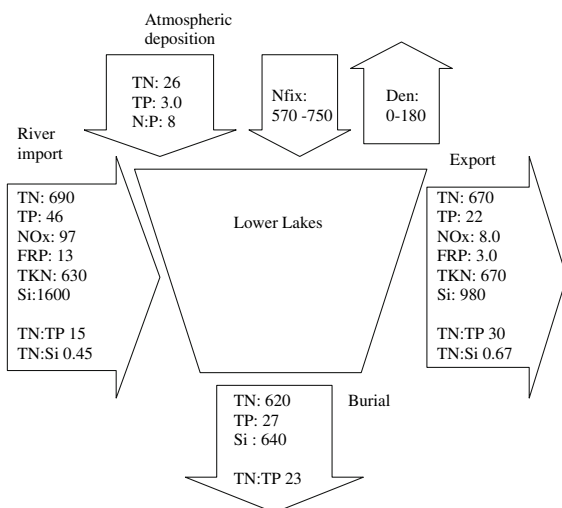 Atmospheric
deposition
TN: 26
TP: 3.0
N:P: 8
Nfix:
570 -750
Den:
0-180
River
import
TN: 690
TP: 46
NOx: 97
FRP: 13
TKN: 630
Si:1600
TN:TP 15
TN:Si 0.45
Lower Lakes
Export
TN: 670
TP: 22
NOx: 8.0
FRP: 3.0
TKN: 670
Si: 980
TN:TP 30
TN:Si 0.67
Burial
TN: 620
TP: 27
Si : 640
TN:TP 23